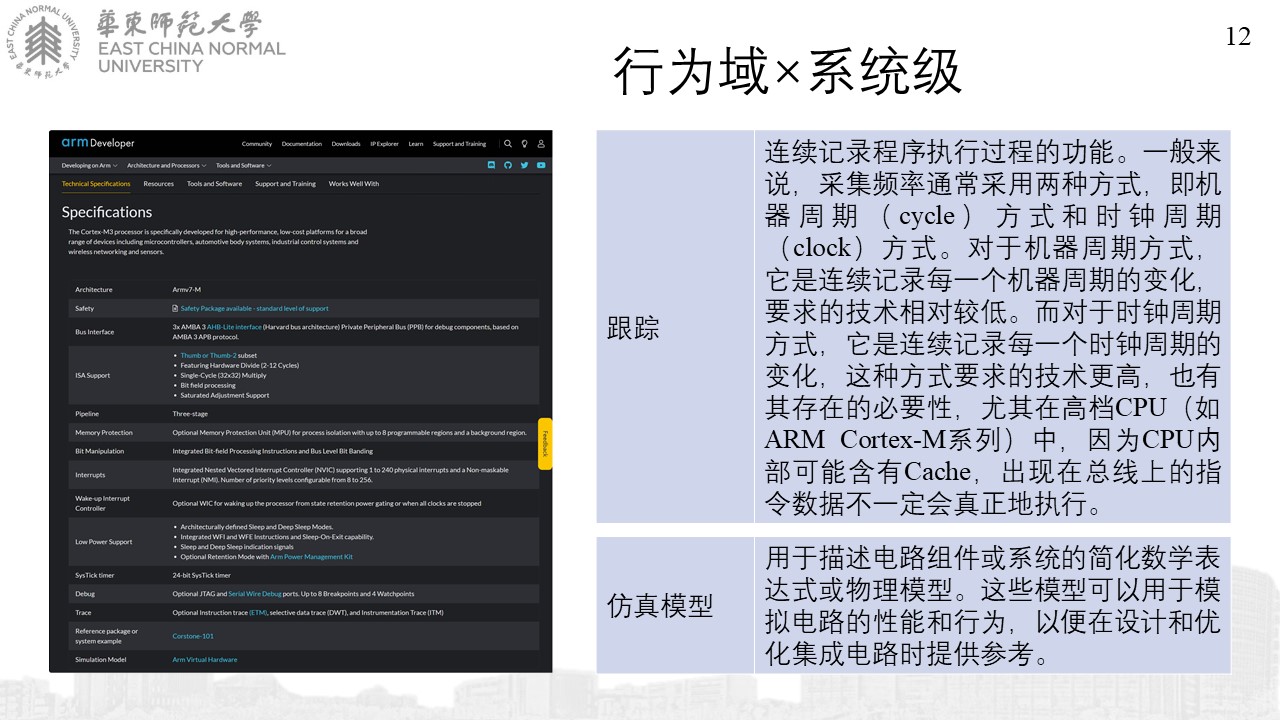 EAST CHINA NORMAL UNIVERSITY
華東師范大學
華東師范大學
EAST CHINA NORMAL
UNIVERSITY
12
行为域×系统级
arm Developer
Community Documentation Downloads IP Explorer Learn Support and Training
Developing on Arm Architecture and Processors Tools and Software
Technical Specifications Resources Tools and Software Support and Training Works Well With
Specifications
The Cortex-M3 processor is specifically developed for high-performance, low-cost platforms for a broad
range of devices including microcontrollers, automotive body systems, industrial control systems and
wireless networking and sensors.
Architecture Armv7-M
Safety Safety Package available - standard level of support
Bus Interface 3x AMBA 3 AHB-Lite interface (Harvard bus architecture) Private Peripheral Bus (PPB) for debug components, based on
AMBA 3 APB protocol.
ISA Support
• Thumb or Thumb-2 subset
• Featuring Hardware Divide (2-12 Cycles)
• Single-Cycle (32x32) Multiply
• Bit field processing
• Saturated Adjustment Support
Pipeline Three-stage
Memory Protection Optional Memory Protection Unit (MPU) for process isolation with up to 8 programmable regions and a background region.
Bit Manipulation Integrated Bit-field Processing Instructions and Bus Level Bit Banding
Interrupts Integrated Nested Vectored Interrupt Controller (NVIC) supporting 1 to 240 physical interrupts and a Non-maskable
Interrupt (NMI). Number of priority levels configurable from 8 to 256.
Wake-up Interrupt
Controller
Optional WIC for waking up the processor from state retention power gating or when all clocks are stopped
Low Power Support
• Architecturally defined Sleep and Deep Sleep Modes.
• Integrated WFI and WFE Instructions and Sleep-On-Exit capability.
• Sleep and Deep Sleep indication signals
• Optional Retention Mode with Arm Power Management Kit
SysTick timer 24-bit SysTick timer
Debug Optional JTAG and Serial Wire Debug ports. Up to 8 Breakpoints and 4 Watchpoints
Trace Optional Instruction trace (ETM), selective data trace (DWT), and Instrumentation Trace (ITM)
Reference package or
system example
Corstone-101
Simulation Model Arm Virtual Hardware
Feedback
跟踪
连续记录程序执行过程的功能。一般来
说，采集频率通常采用两种方式，即机
器周期（cycle）方式和时钟周期
（clock）方式。对于机器周期方式，
它是连续记录每一个机器周期的变化，
要求的技术相对较低。而对于时钟周期
方式，它是连续记录每一个时钟周期的
变化，这种方式要求的技术更高，也有
其存在的必要性，尤其在高档CPU（如
ARM Cortex-M系列）中，因为CPU内
部可能含有Cache，出现在总线上的指
令数据不一定会真正地执行。
仿真模型
用于描述电路组件或系统的简化数学表
达式或物理模型。这些模型可以用于模
拟电路的性能和行为，以便在设计和优
化集成电路时提供参考。